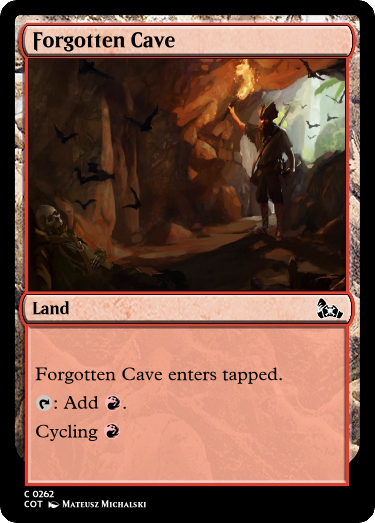 Forgotten Cave
Land
Forgotten Cave enters tapped.
: Add .
Cycling
C 0262
COT Mateusz Michalski